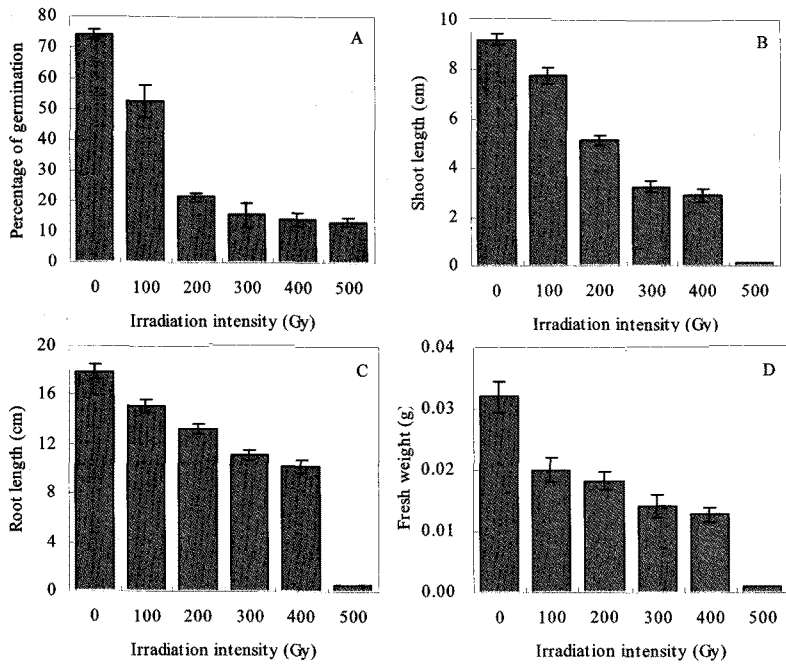 A
Percentage of germination
80
70
60
50
40
30
20
10
0
0 100 200 300 400 500
Irradiation intensity (Gy)
B
Shoot length (cm)
10
8
6
4
2
0
0 100 200 300 400 500
Irradiation intensity (Gy)
C
Root length (cm)
20
16
12
8
4
0
0 100 200 300 400 500
Irradiation intensity (Gy)
D
Fresh weight (g)
0.04
0.03
0.02
0.01
0.00
0 100 200 300 400 500
Irradiation intensity (Gy)